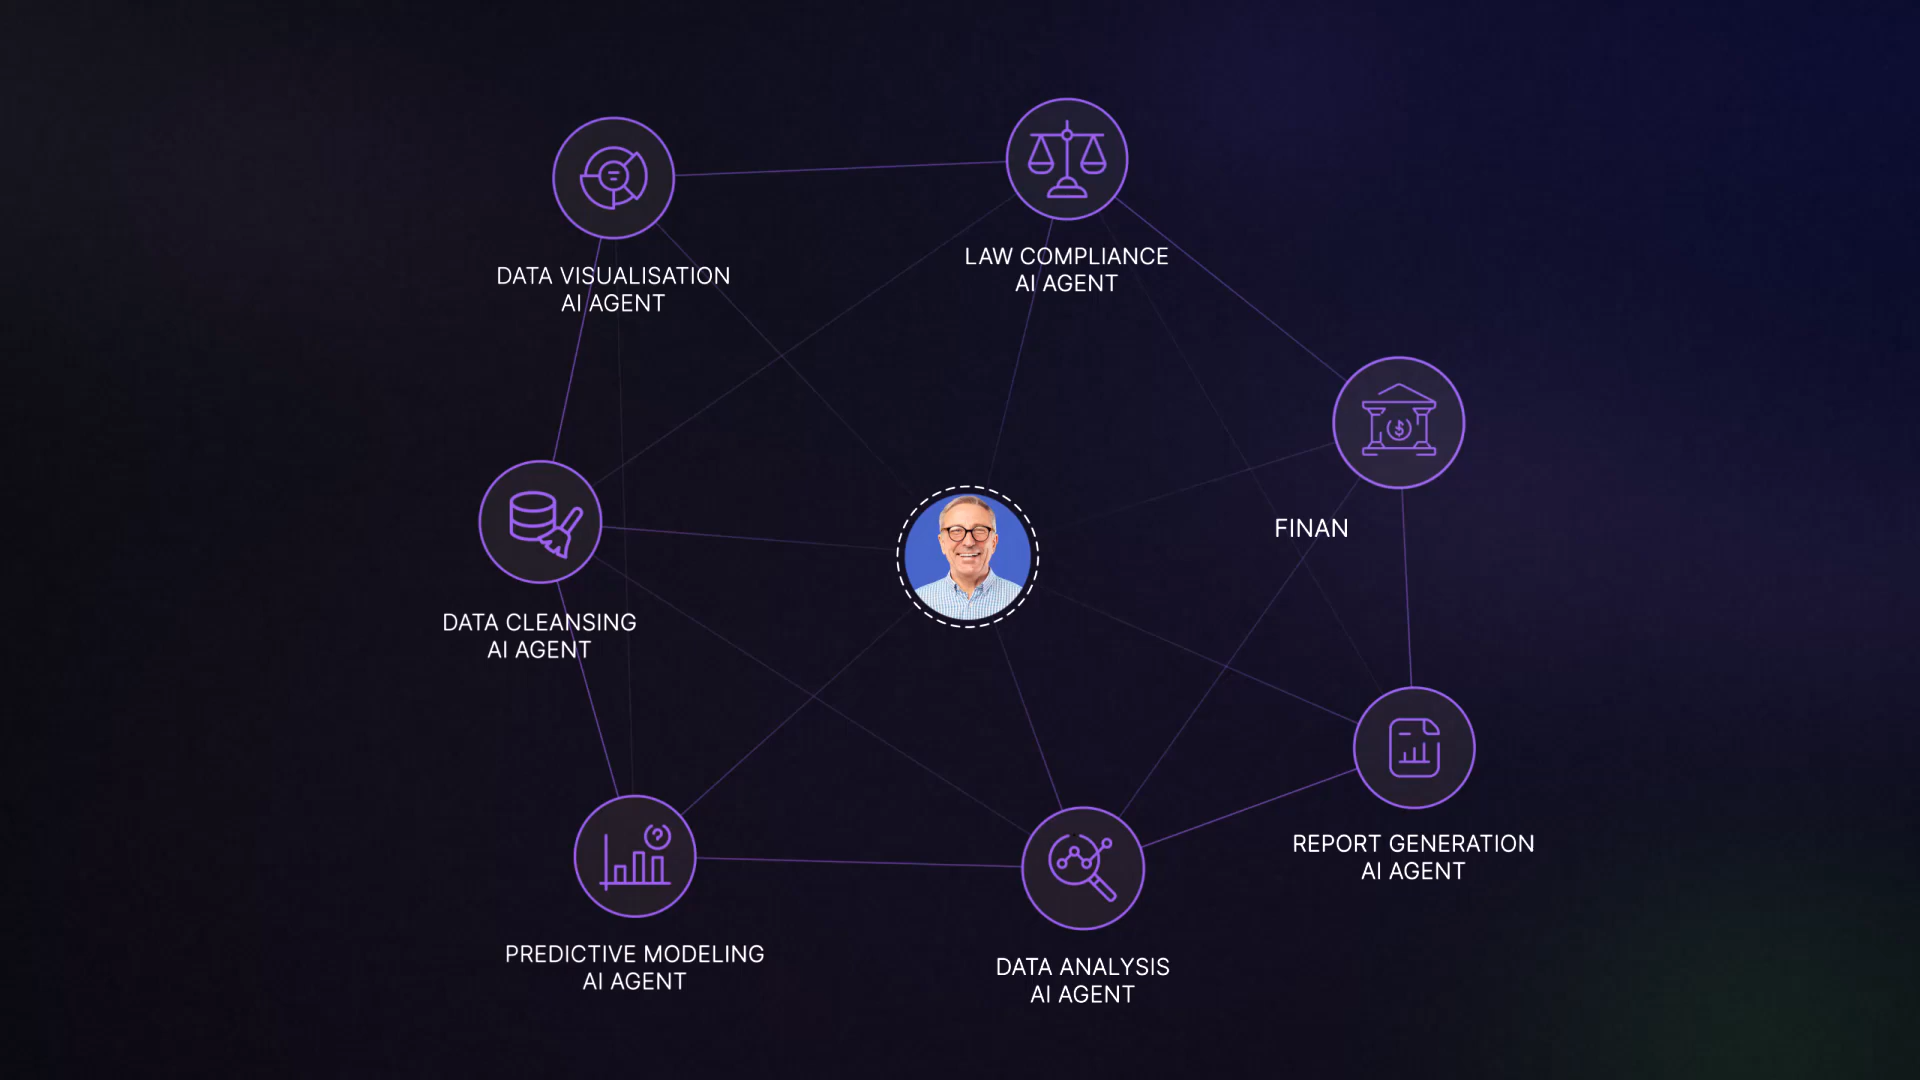 LAW COMPLIANCE
AI AGENT
DATA VISUALISATION
AI AGENT
FINAN
DATA CLEANSING
AI AGENT
REPORT GENERATION
AI AGENT
PREDICTIVE MODELING
AI AGENT
DATA ANALYSIS
AI AGENT